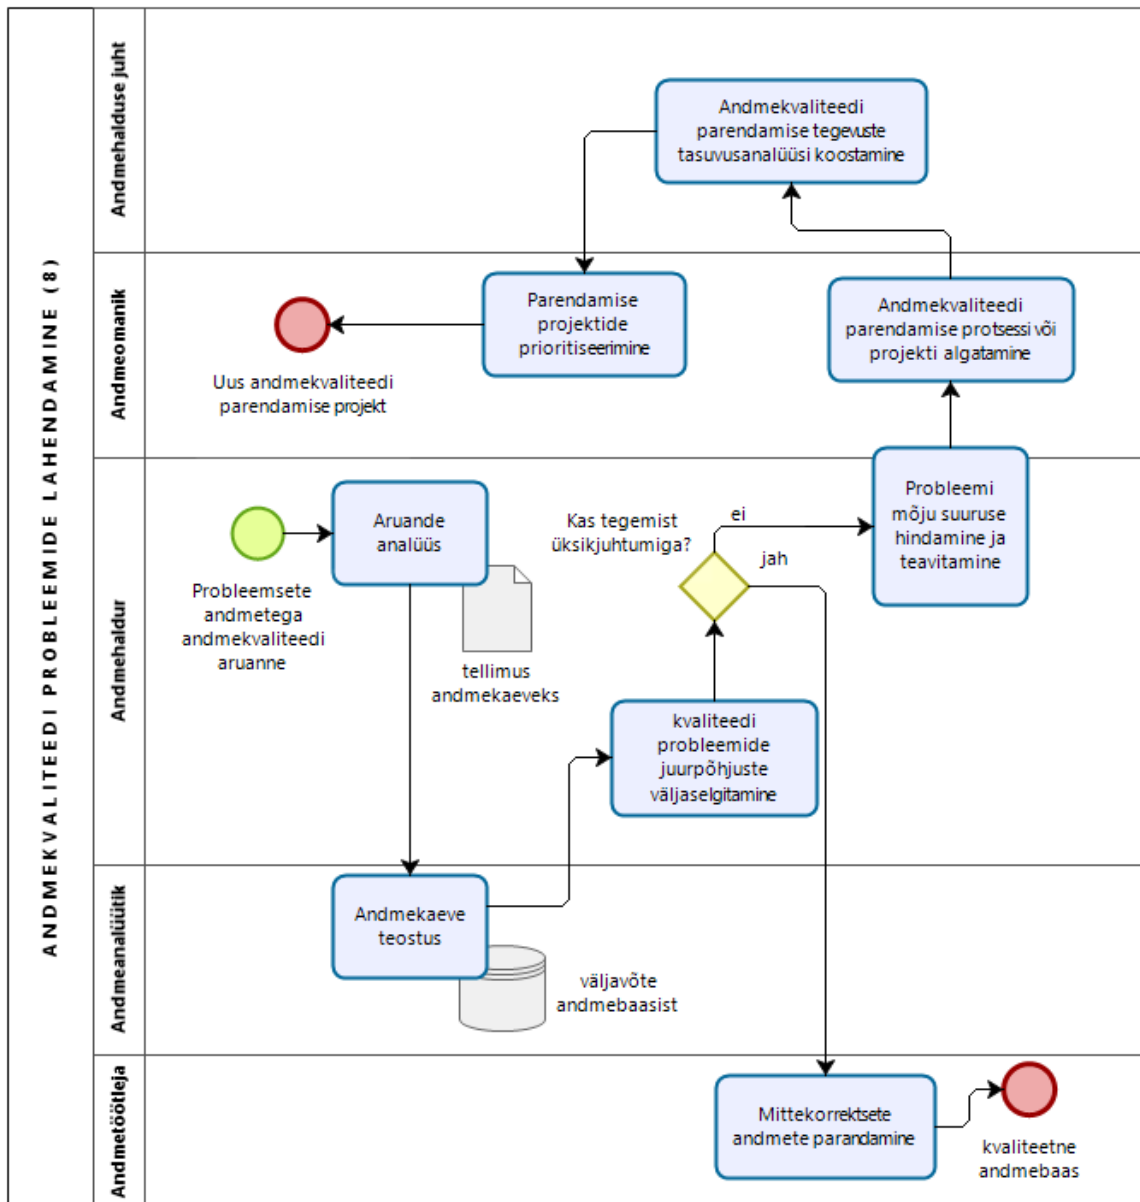 ANDMEKVALITEEDI PROBLEEMIDE LAHENDAMINE (8)
Andmehalduse juht
Andmekvaliteedi
parendamise tegevuste
tasuvusanalüüsi koostamine
Andmeomanik
Uus andmekvaliteedi
parendamise projekt
Parendamise
projektide
prioritiseerimine
Andmekvaliteedi
parendamise protsessi või
projekti algatamine
Andmehaldur
Probleemsete
andmetega
andmekvaliteedi
aruanne
Aruande
analüüs
tellimus
andmekaeveks
kvaliteedi
probleemide
juurpõhjuste
väljaselgitamine
Kas tegemist
üksikjuhtumiga?
ei
jah
Probleemi
mõju suuruse
hindamine ja
teavitamine
Andmeanalüütik
Andmekaeve
teostus
väljavõte
andmebaasist
Andmetöötleja
Mittekorrektsete
andmete parandamine
kvaliteetne
andmebaas